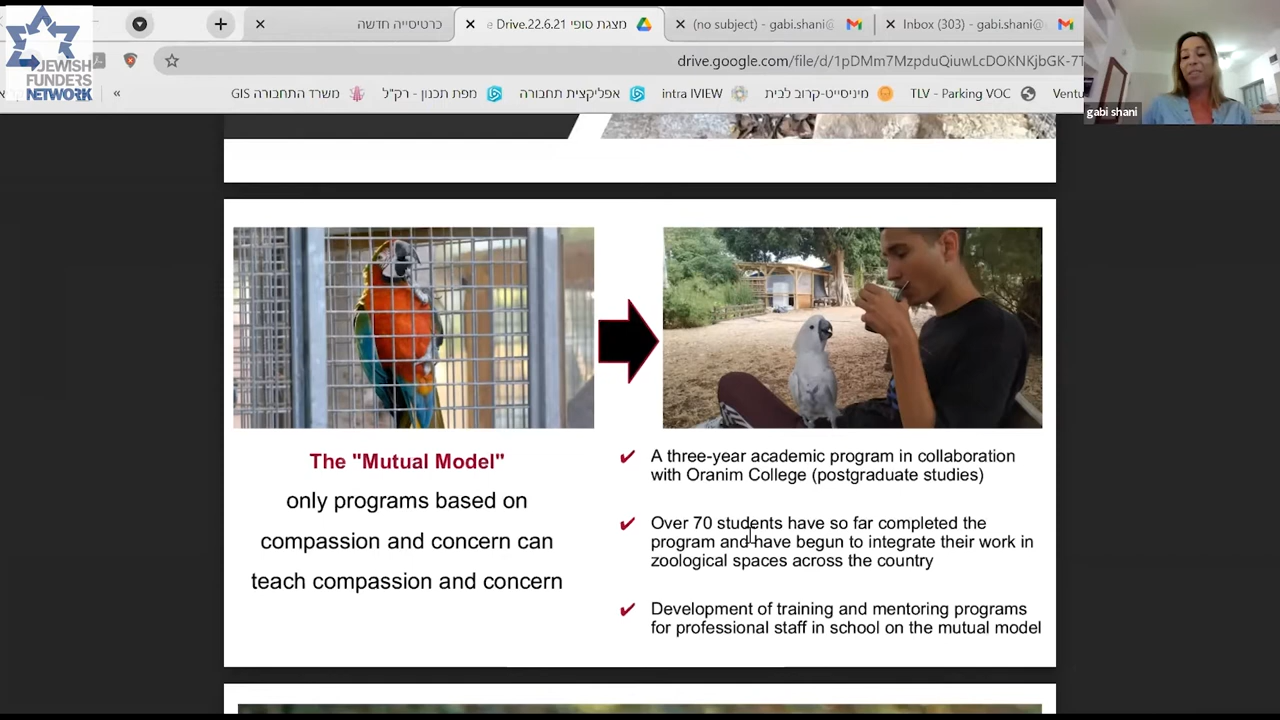 JEWISH
FUNDERS
NETWORK
כרטיסייה חדשה
מצגת סופי 22.6.21.Drive
(no subject) - gabi.shani@
Inbox (303) - gabi.shani@
drive.google.com/file/d/1pDMm7MzpduQiuwLcDOKNKjbGK-7T
«
משרד התחבורה GIS
מפת תכנון - רק"ל
אפליקצית תחבורה
intra IVIEW
מיניסייט-קרוב לבית
TLV - Parking VOC
Ventu
gabi shani
The "Mutual Model"
only programs based on
compassion and concern can
teach compassion and concern
✔ A three-year academic program in collaboration
with Oranim College (postgraduate studies)
✔ Over 70 students have so far completed the
program and have begun to integrate their work in
zoological spaces across the country
✔ Development of training and mentoring programs
for professional staff in school on the mutual model